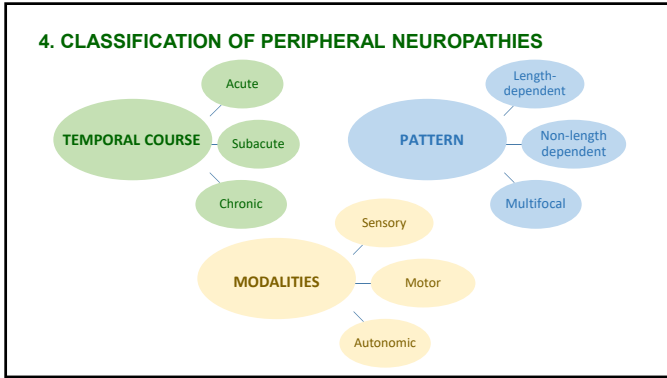 4. CLASSIFICATION OF PERIPHERAL NEUROPATHIES
TEMPORAL COURSE
Acute
Subacute
Chronic
PATTERN
Length-
dependent
Non-length
dependent
Multifocal
MODALITIES
Sensory
Motor
Autonomic